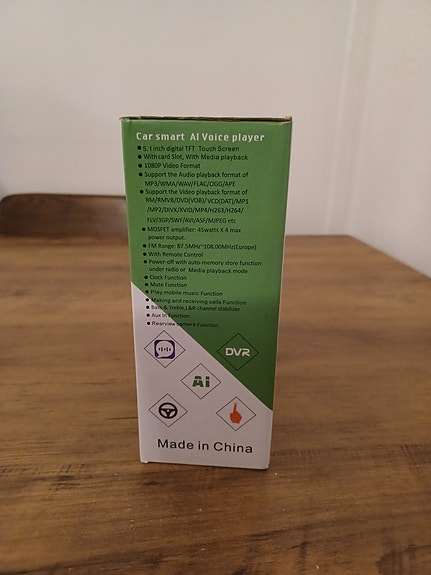 Car smart AI Voice player
● 5.1 inch digital TFT Touch Screen
● With card Slot, With Media playback
● 1080P Video Format
● Support the Audio playback format of
MP3/WMA/WAV/FLAC/OGG/APE
● Support the Video playback format of
RM/RMVB/DVD(VOB)/VCD(DAT)/MP1
/MP2/DIVX/XVID/MP4/H263/H264/
FLV/3GP/SWF/AVI/ASF/MJPEG etc
● MOSFET amplifier: 45watts X 4 max
power output.
● FM Range: 87.5MHz~108.00MHz(Europe)
● With Remote Control
● Power-off with auto-memory store function
under radio or Media playback mode
● Clock Function
● Mute Function
● Play mobile music Function
● Making and receiving calls Function
● Bass & Treble,L&R channel stabilizer
● Aux In Function
● Rearview camera Function
DVR
Ai
Made in China